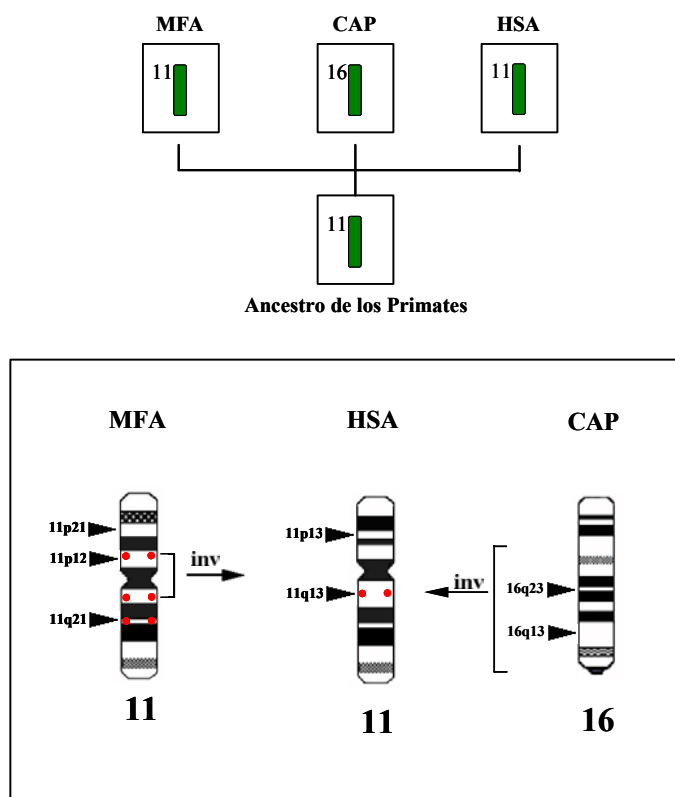 MFA CAP HSA
11 16 11
11
Ancestro de los Primates
MFA HSA CAP
11p21
11p12
11q21
inv
11p13
11q13
inv
16q23
16q13
11 11 16